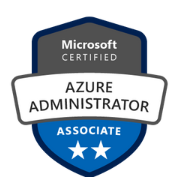 Microsoft
CERTIFIED
AZURE
ADMINISTRATOR
ASSOCIATE